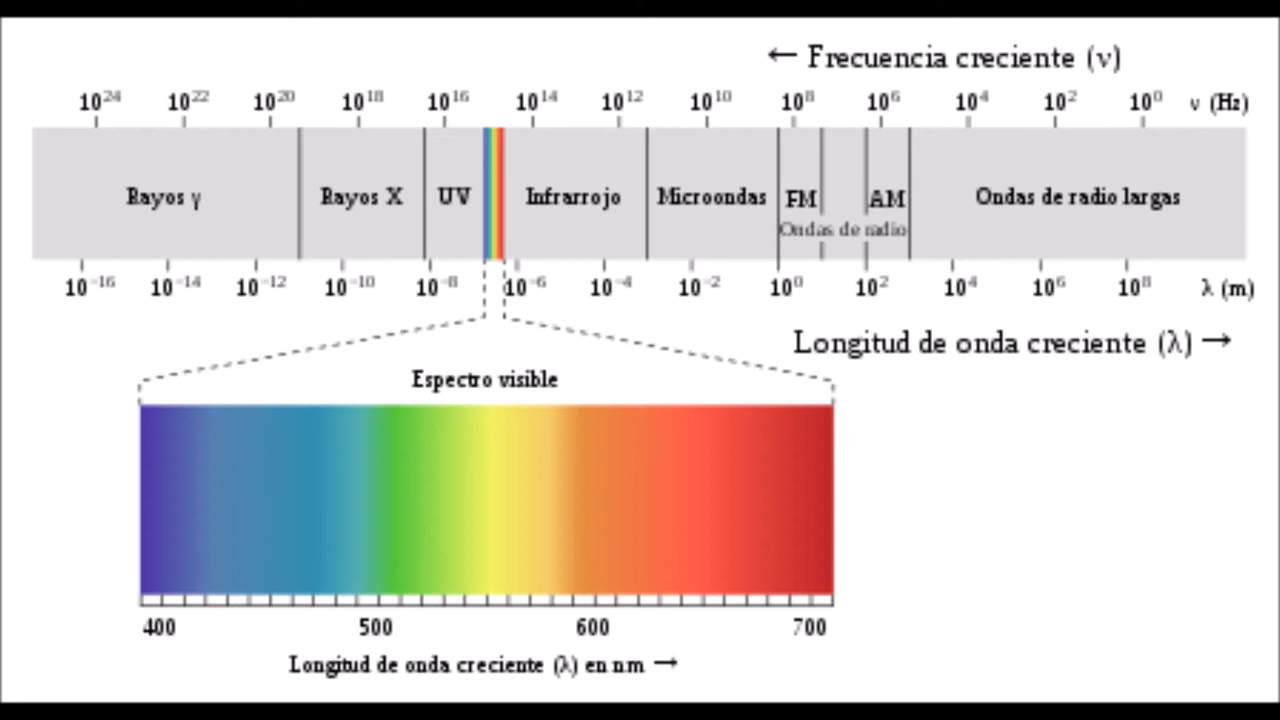 ← Frecuencia creciente (ν)
10²⁴ 10²² 10²⁰ 10¹⁸ 10¹⁶ 10¹⁴ 10¹² 10¹⁰ 10⁸ 10⁶ 10⁴ 10² 10⁰ ν (Hz)
Rayos γ Rayos X UV Infrarrojo Microondas FM AM Ondas de radio largas
Ondas de radio
10⁻¹⁶ 10⁻¹⁴ 10⁻¹² 10⁻¹⁰ 10⁻⁸ 10⁻⁶ 10⁻⁴ 10⁻² 10⁰ 10² 10⁴ 10⁶ 10⁸ λ (m)
Longitud de onda creciente (λ) →
Espectro visible
400 500 600 700
Longitud de onda creciente (λ) en nm →